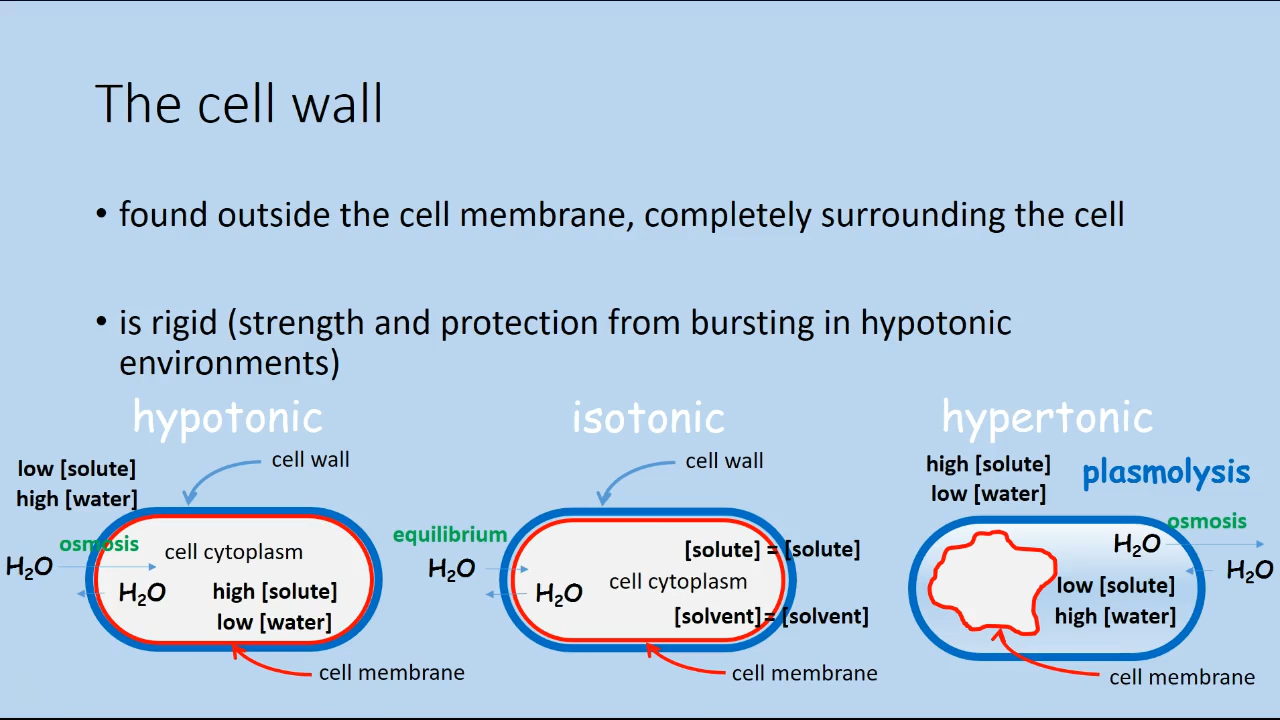 The cell wall
• found outside the cell membrane, completely surrounding the cell
• is rigid (strength and protection from bursting in hypotonic
environments)
hypotonic
low [solute]
high [water]
cell wall
osmosis
H₂O
cell cytoplasm
H₂O
high [solute]
low [water]
cell membrane
isotonic
cell wall
equilibrium
H₂O
H₂O
[solute] = [solute]
cell cytoplasm
[solvent] = [solvent]
cell membrane
hypertonic
high [solute]
low [water]
plasmolysis
osmosis
H₂O
H₂O
low [solute]
high [water]
cell membrane